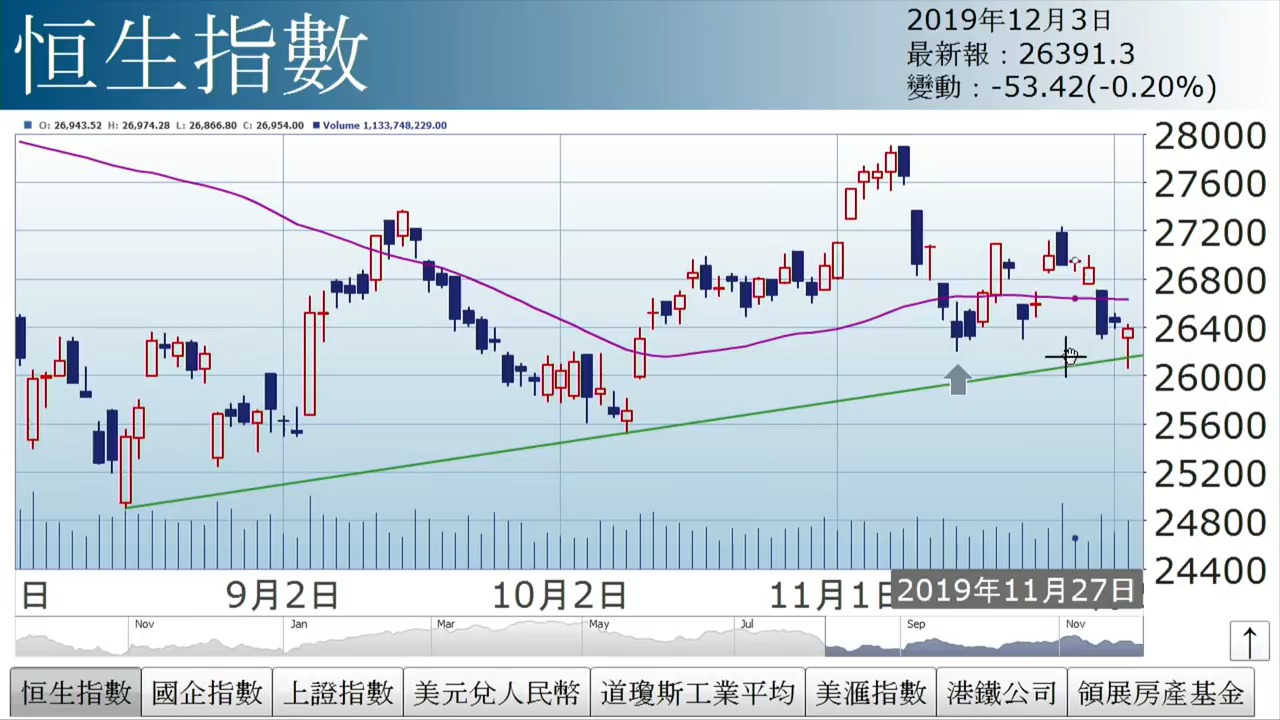 恒生指數
2019年12月3日
最新報：26391.3
變動：-53.42(-0.20%)
O: 26,943.52 H: 26,974.28 L: 26,866.80 C: 26,954.00 Volume 1,133,748,229.00
28000
27600
27200
26800
26400
26000
25600
25200
24800
24400
日 9月2日 10月2日 11月1日 2019年11月27日
Nov Jan Mar May Jul Sep Nov
↑
恒生指數 國企指數 上證指數 美元兌人民幣 道瓊斯工業平均 美滙指數 港鐵公司 領展房產基金